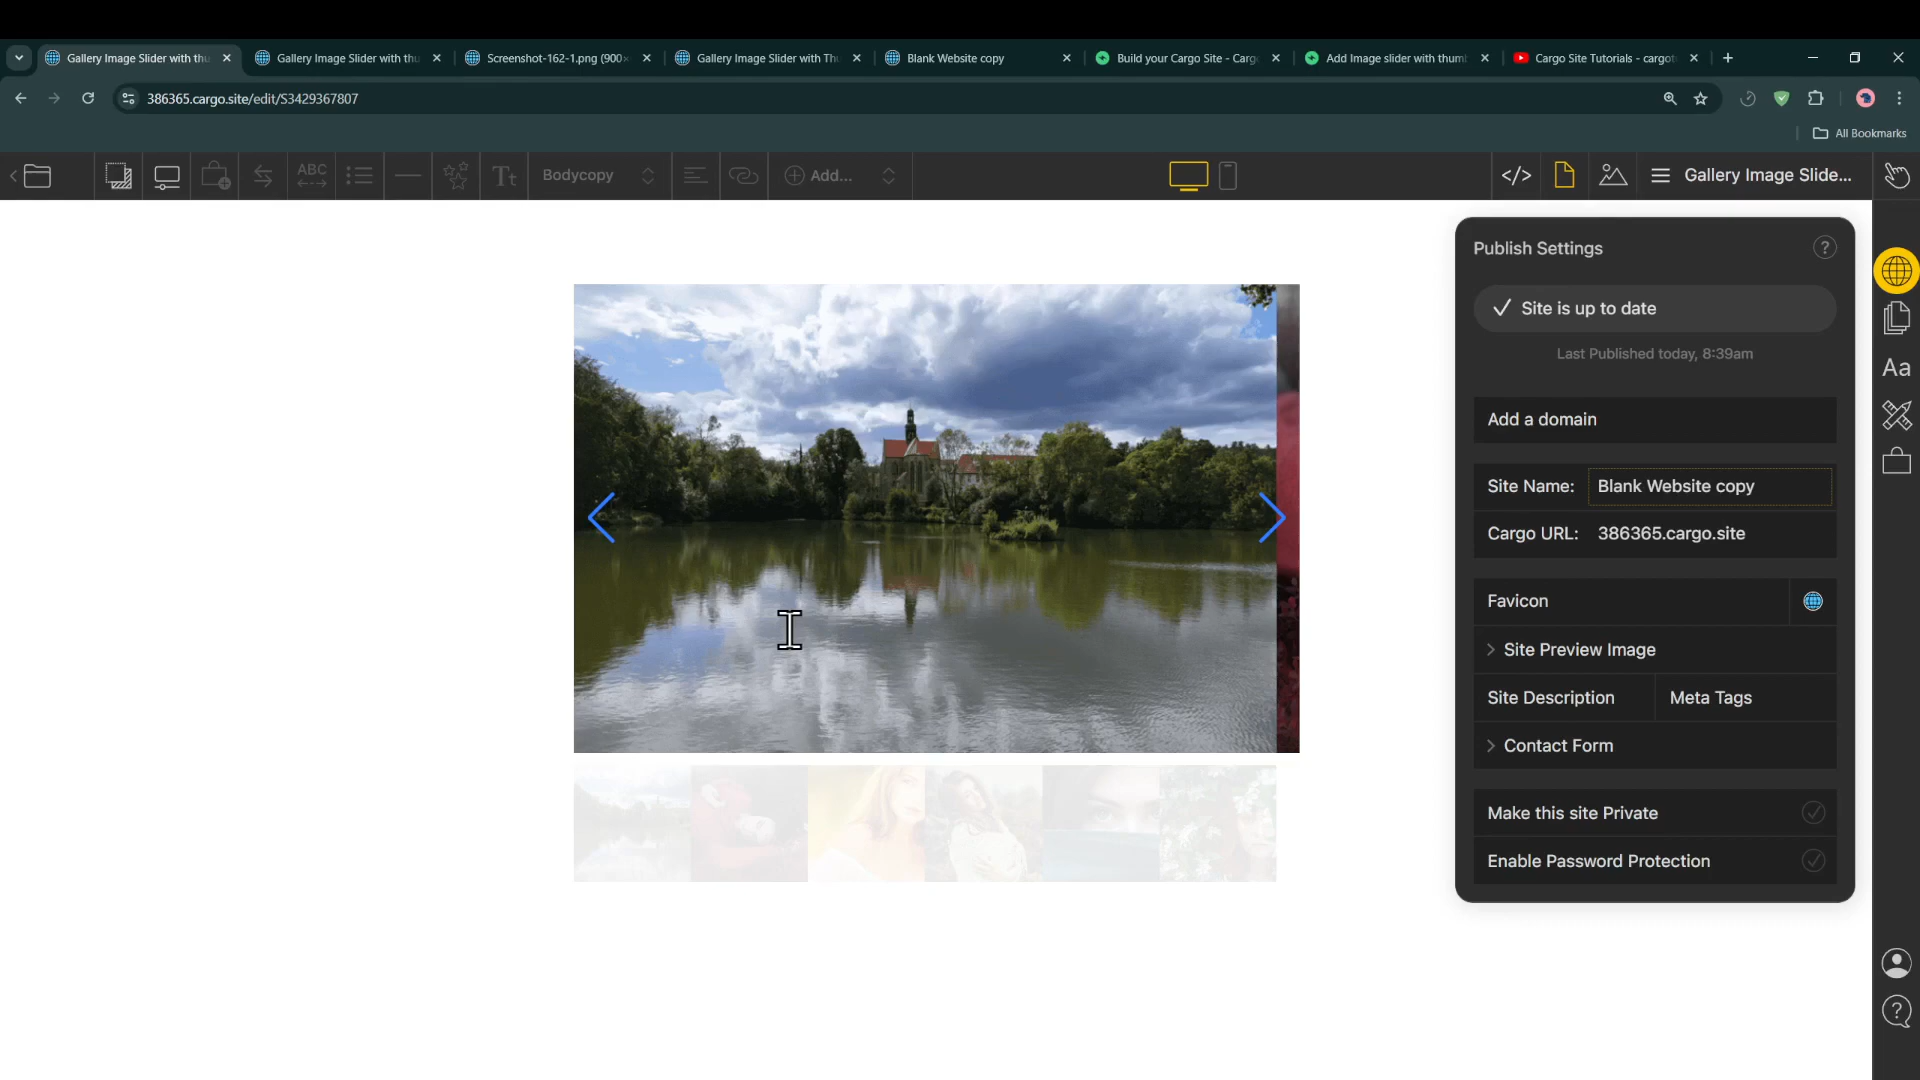 Gallery Image Slider with thu
Gallery Image Slider with thu
Screenshot-162-1.png (900×
Gallery Image Slider with Thu
Blank Website copy
Build your Cargo Site - Carg
Add Image slider with thumb
Cargo Site Tutorials - cargot
386365.cargo.site/edit/S3429367807
All Bookmarks
ABC
Tt
Bodycopy
Add...
</>
Gallery Image Slide...
Publish Settings
?
Site is up to date
Last Published today, 8:39am
Add a domain
Site Name: Blank Website copy
Cargo URL: 386365.cargo.site
Favicon
Site Preview Image
Site Description
Meta Tags
Contact Form
Make this site Private
Enable Password Protection
Aa
?